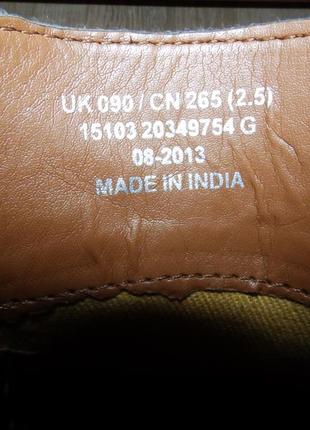 UK 090 / CN 265 (2.5)
15103 20349754 G
08-2013
MADE IN INDIA